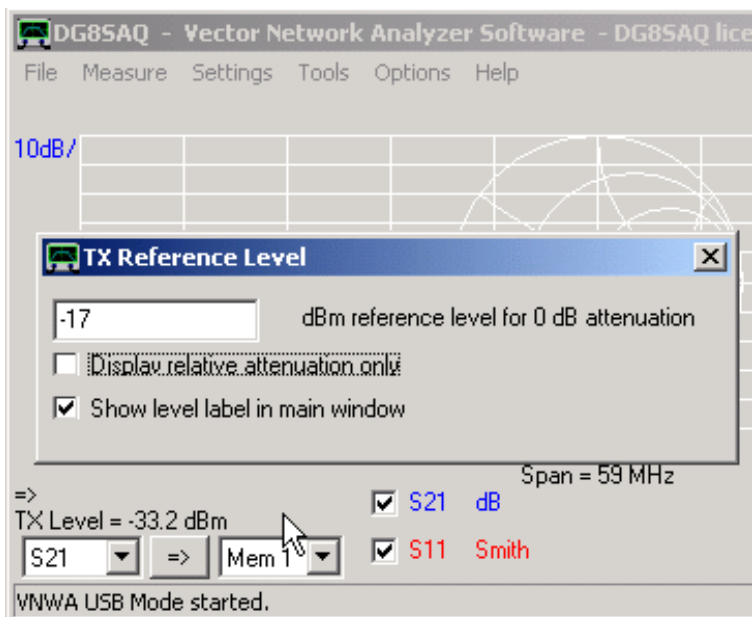 DG8SAQ - Vector Network Analyzer Software - DG8SAQ lice
File Measure Settings Tools Options Help
10dB/
TX Reference Level
-17 dBm reference level for 0 dB attenuation
Display relative attenuation only
Show level label in main window
Span = 59 MHz
=>
TX Level = -33.2 dBm
S21 dB
S21 => Mem 1
S11 Smith
VNWA USB Mode started.